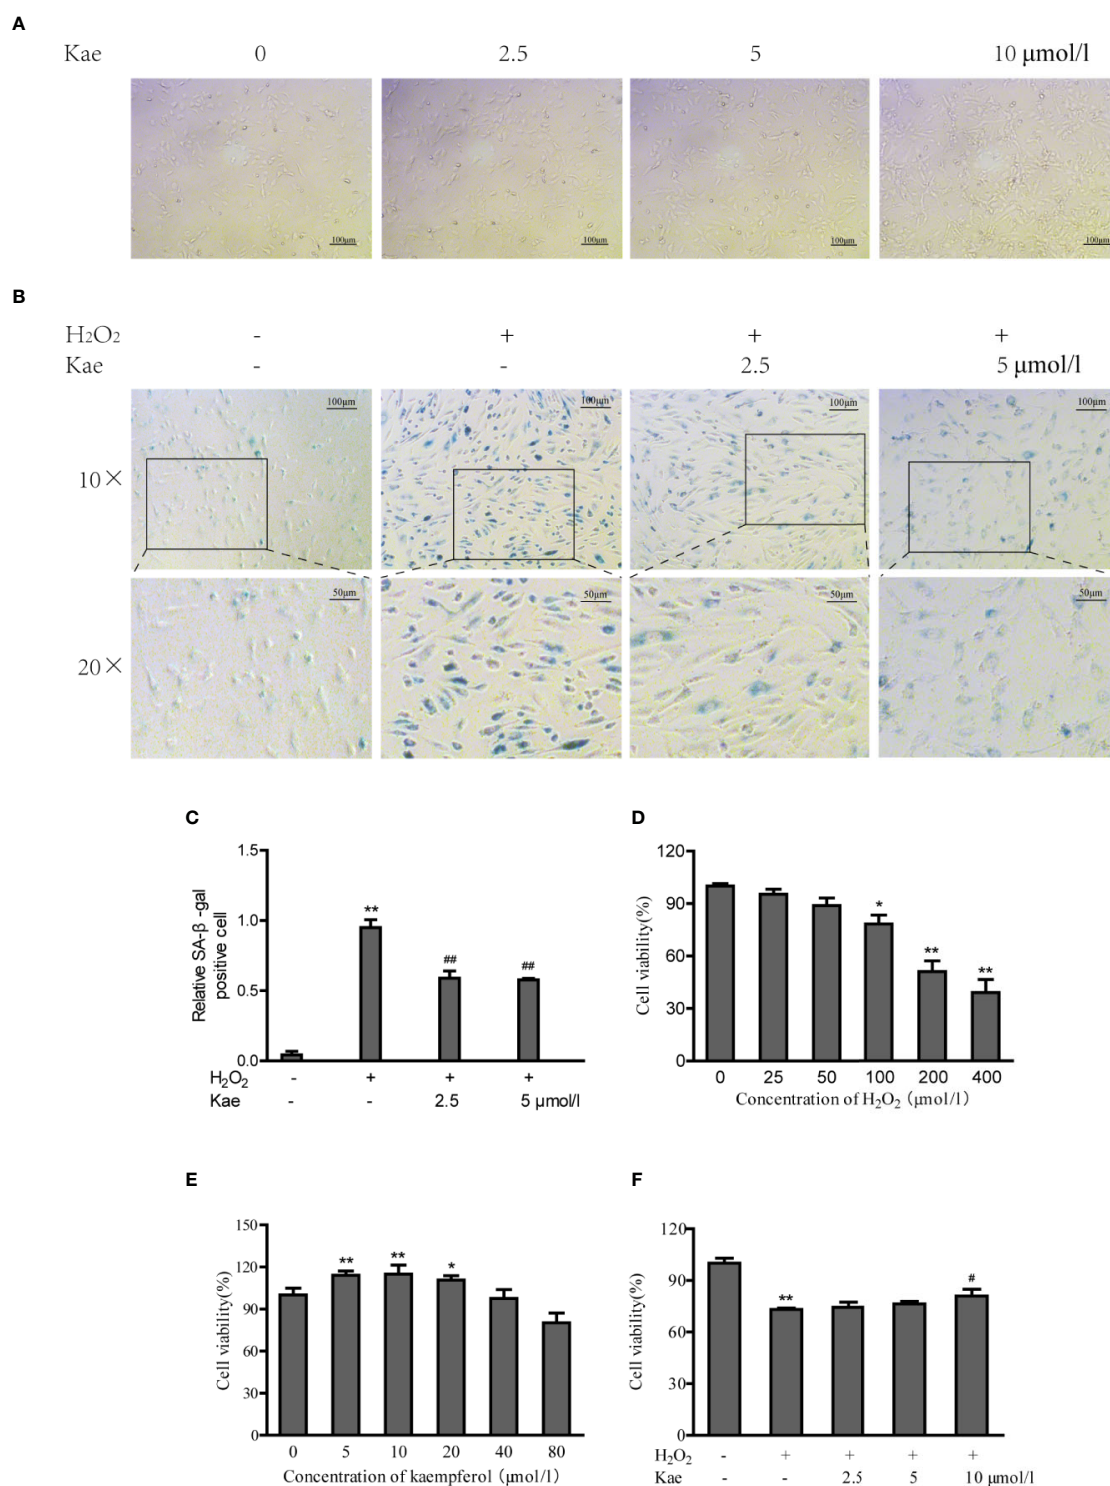 A
Kae 0 2.5 5 10 μmol/l
100μm 100μm 100μm 100μm
B
H₂O₂ - + + +
Kae - - 2.5 5 μmol/l
100μm 100μm 100μm 100μm
10×
50μm 50μm 50μm 50μm
20×
C
Relative SA-β -gal
positive cell
1.5
1.0
0.5
0.0
**
##
##
H₂O₂ - + + +
Kae - - 2.5 5 μmol/l
D
Cell viability(%)
120
90
60
30
0
*
**
**
0 25 50 100 200 400
Concentration of H₂O₂ (μmol/l)
E
Cell viability(%)
150
120
90
60
30
0
**
**
*
0 5 10 20 40 80
Concentration of kaempferol (μmol/l)
F
Cell viability(%)
120
90
60
30
0
**
#
H₂O₂ - + + + +
Kae - - 2.5 5 10 μmol/l